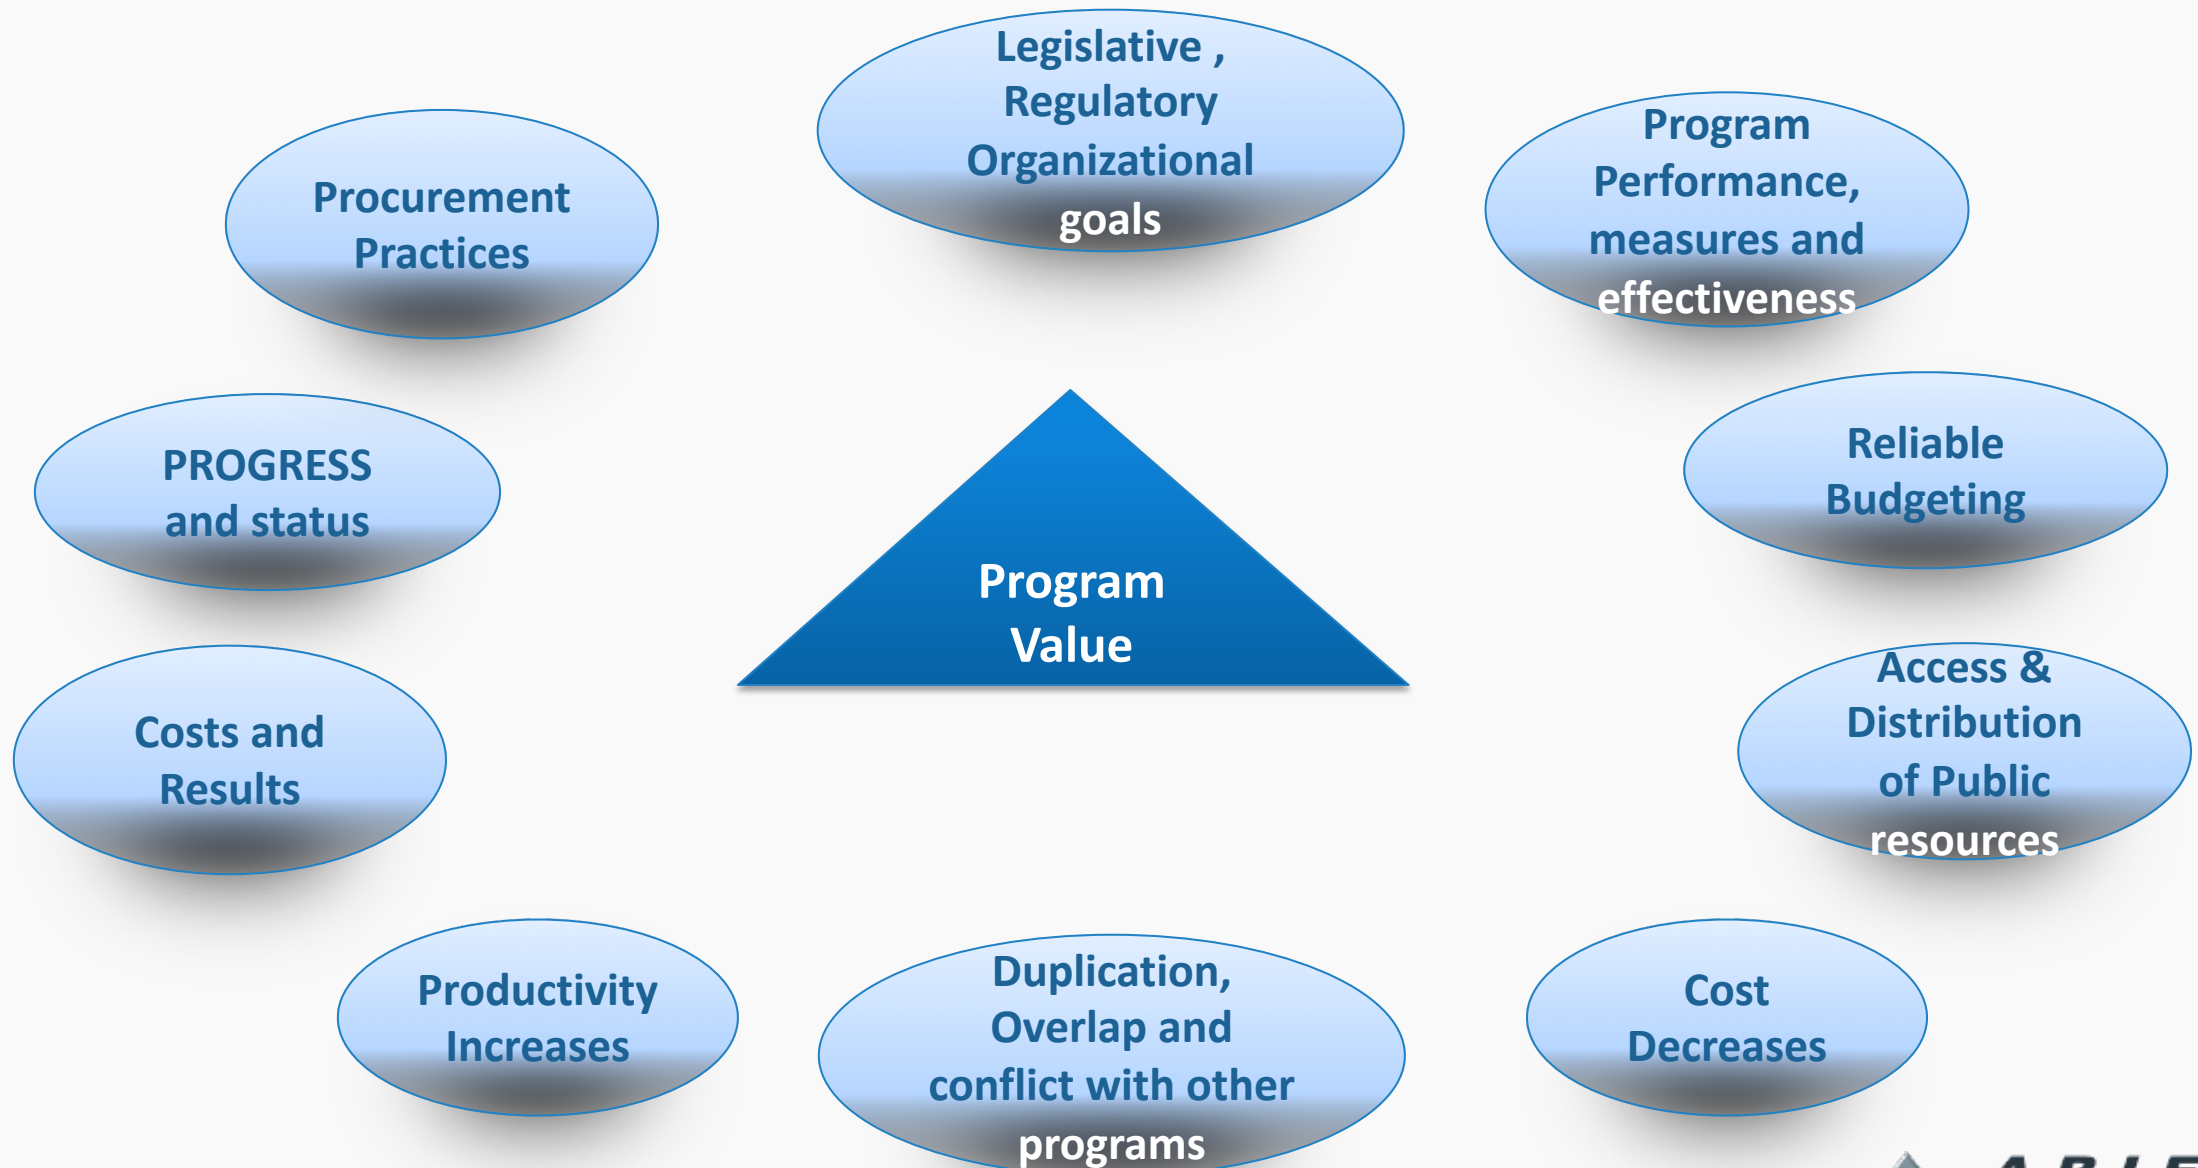 Legislative ,
Regulatory
Organizational
goals
Program
Performance,
measures and
effectiveness
Procurement
Practices
Reliable
Budgeting
PROGRESS
and status
Program
Value
Access &
Distribution
of Public
resources
Costs and
Results
Productivity
Increases
Duplication,
Overlap and
conflict with other
programs
Cost
Decreases